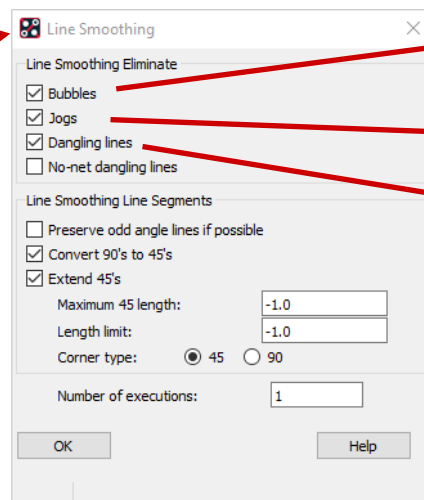 Line Smoothing
Line Smoothing Eliminate
Bubbles
Jogs
Dangling lines
No-net dangling lines
Line Smoothing Line Segments
Preserve odd angle lines if possible
Convert 90's to 45's
Extend 45's
Maximum 45 length: -1.0
Length limit: -1.0
Corner type: 45 90
Number of executions: 1
OK Help